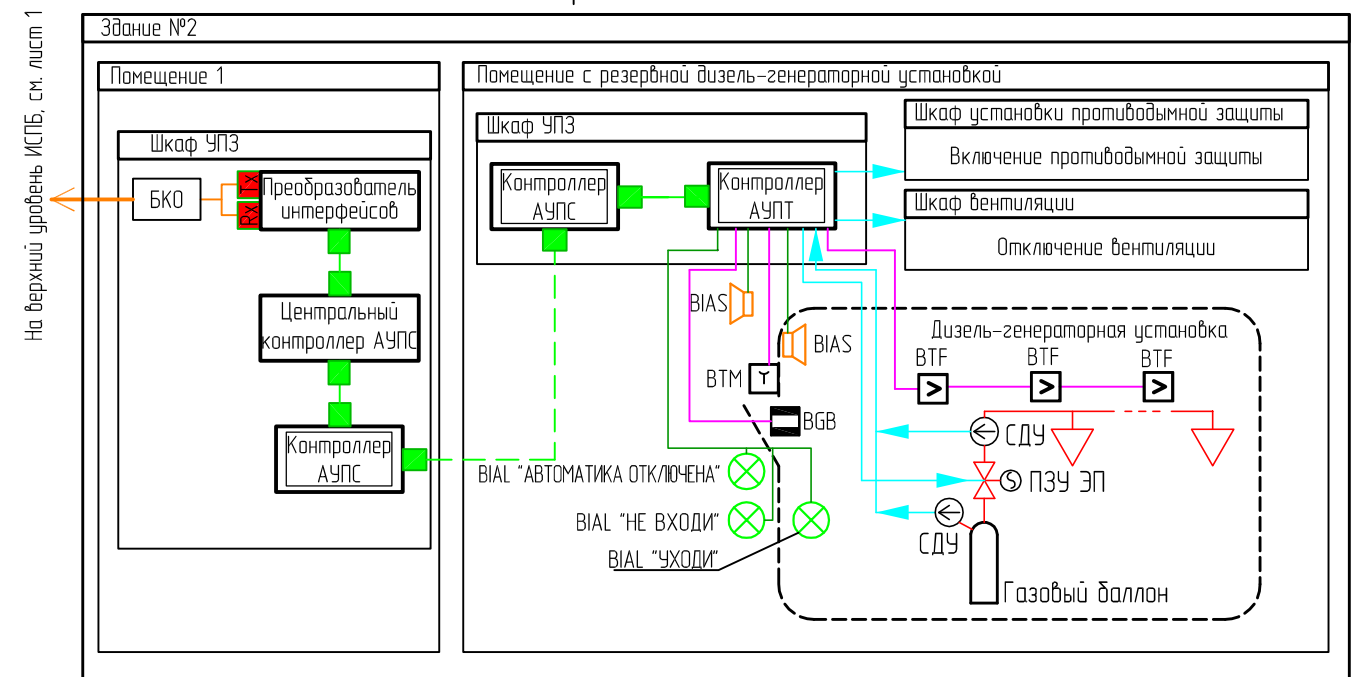 На верхний уровень ИСПБ, см. лист 1
Здание №2
Помещение 1
Шкаф УПЗ
БКО
Tx
Rx
Преобразователь
интерфейсов
Центральный
контроллер АУПС
Контроллер
АУПС
Помещение с резервной дизель-генераторной установкой
Шкаф УПЗ
Контроллер
АУПС
Контроллер
АУПТ
Шкаф установки противодымной защиты
Включение противодымной защиты
Шкаф вентиляции
Отключение вентиляции
BIAS
BIAS
BTM
BGB
Дизель-генераторная установка
BTF
BTF
BTF
СДУ
ПЗУ ЭП
СДУ
Газовый баллон
BIAL "АВТОМАТИКА ОТКЛЮЧЕНА"
BIAL "НЕ ВХОДИ"
BIAL "УХОДИ"